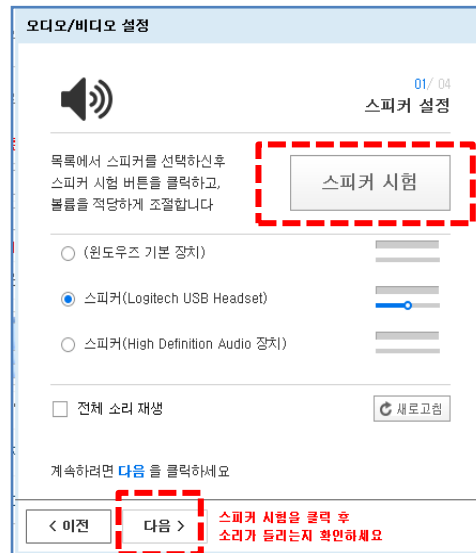 오디오/비디오 설정
01/ 04
스피커 설정
목록에서 스피커를 선택하신후
스피커 시험 버튼을 클릭하고,
볼륨을 적당하게 조절합니다
스피커 시험
(윈도우즈 기본 장치)
스피커(Logitech USB Headset)
스피커(High Definition Audio 장치)
전체 소리 재생
새로고침
계속하려면 다음 을 클릭하세요
< 이전
다음 >
스피커 시험을 클릭 후
소리가 들리는지 확인하세요